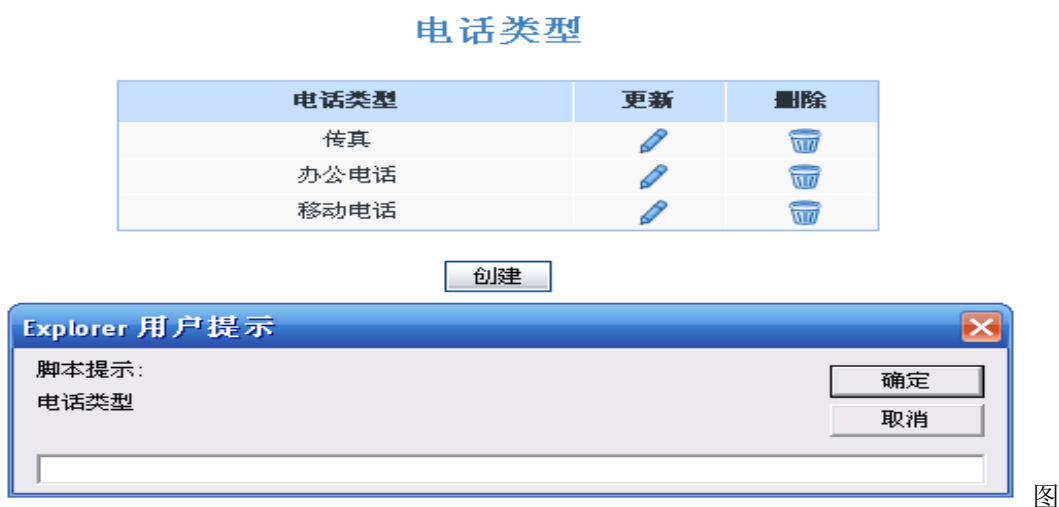 电话类型
电话类型 更新 删除
传真
办公电话
移动电话
创建
Explorer 用户提示
脚本提示:
确定
电话类型
取消
图